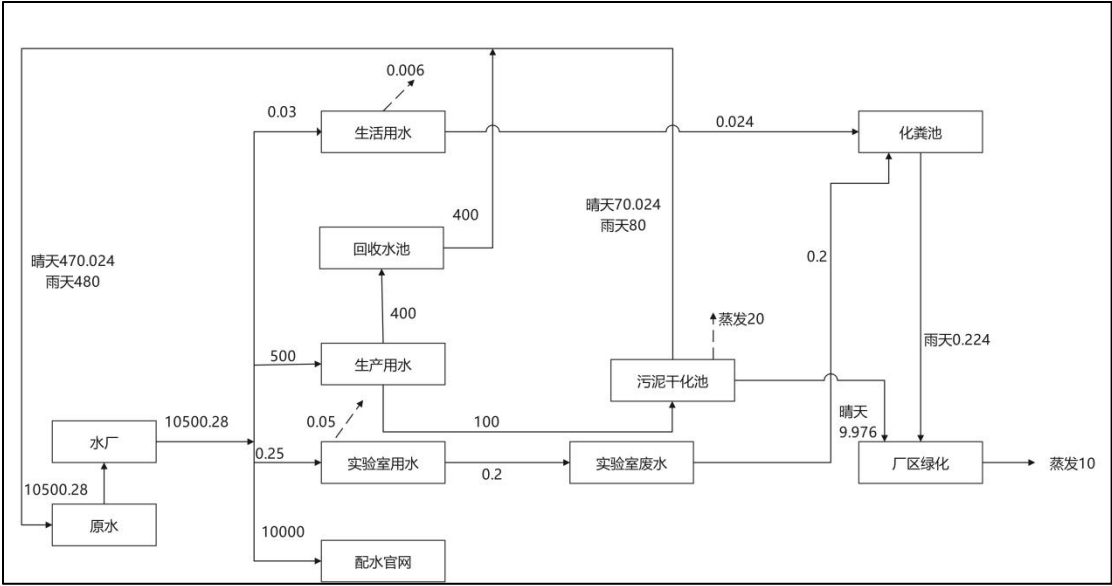 0.006
0.03
生活用水
0.024
化粪池
晴天70.024
雨天80
400
回收水池
0.2
晴天470.024
雨天480
400
蒸发20
雨天0.224
500
生产用水
污泥干化池
晴天
9.976
10500.28
0.05
100
水厂
0.25
实验室用水
0.2
实验室废水
厂区绿化
蒸发10
10500.28
原水
10000
配水官网